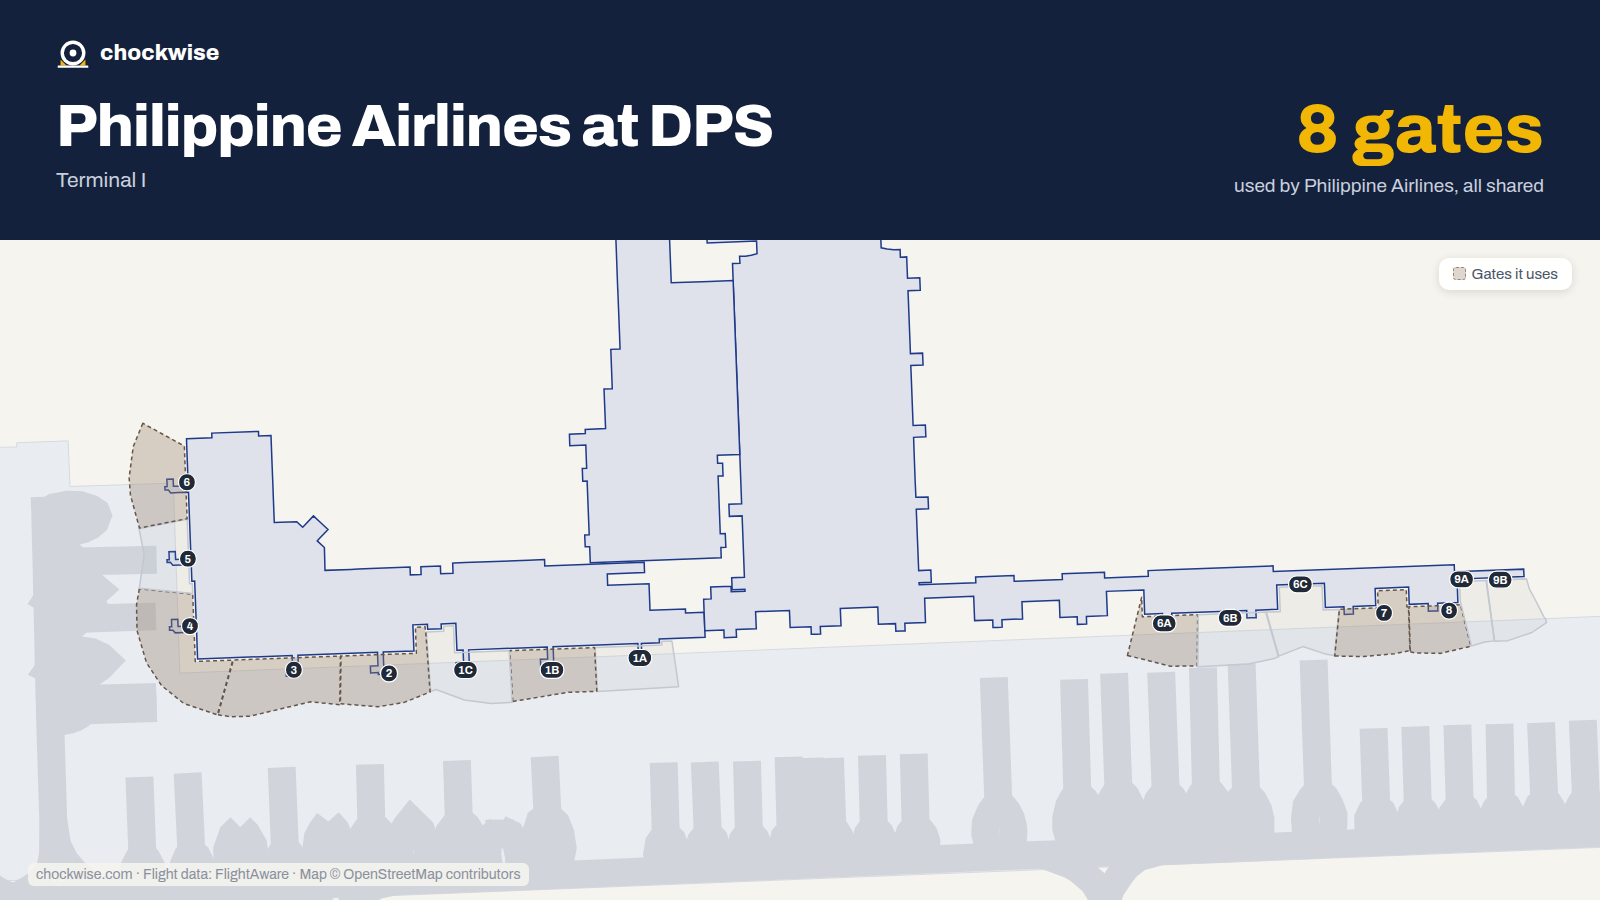 chockwise
Philippine Airlines at DPS
Terminal I
8 gates
used by Philippine Airlines, all shared
Gates it uses
6
5
4
3
2
1C
1B
1A
6A
6B
6C
7
8
9A
9B
chockwise.com · Flight data: FlightAware · Map © OpenStreetMap contributors